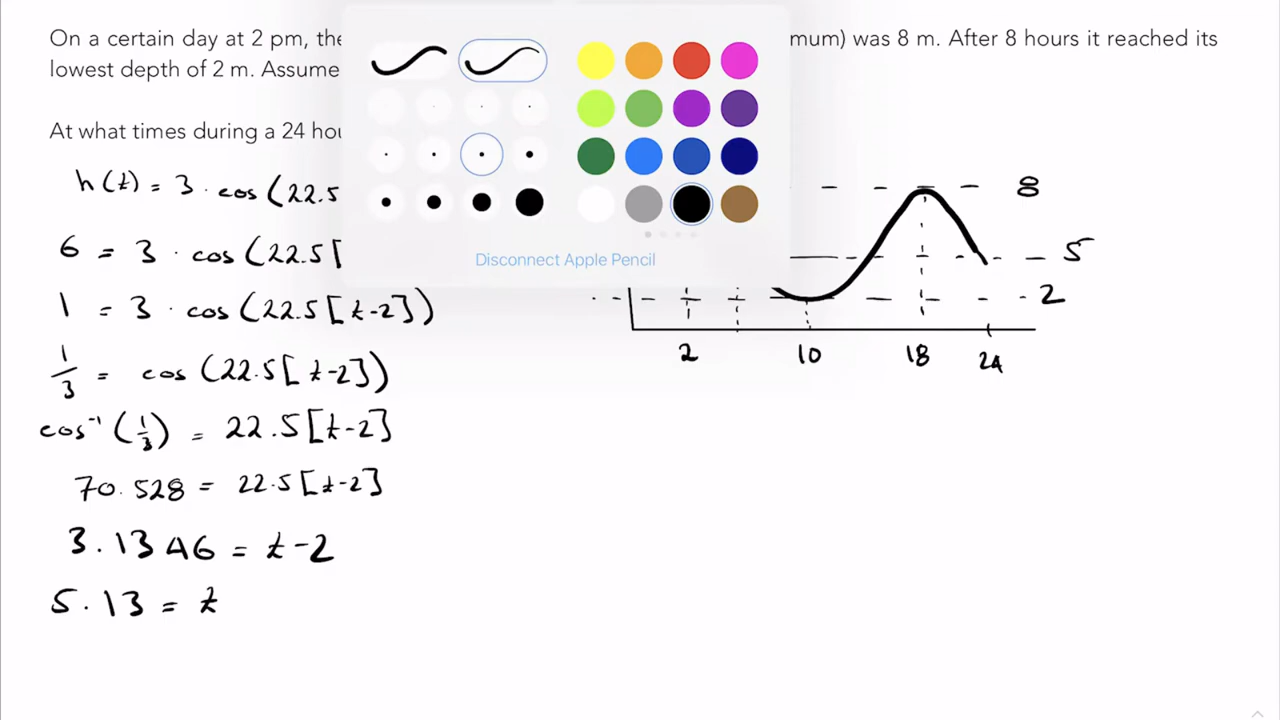 On a certain day at 2 pm, the mum) was 8 m. After 8 hours it reached its
lowest depth of 2 m. Assume
At what times during a 24 hou
h(t) = 3 · cos(22.5
6 = 3 · cos(22.5[
1 = 3 · cos(22.5[t-2])
1/3 = cos(22.5[t-2])
cos⁻¹(1/3) = 22.5[t-2]
70.528 = 22.5[t-2]
3.1346 = t-2
5.13 = t
Disconnect Apple Pencil
8
5
2
2 10 18 24